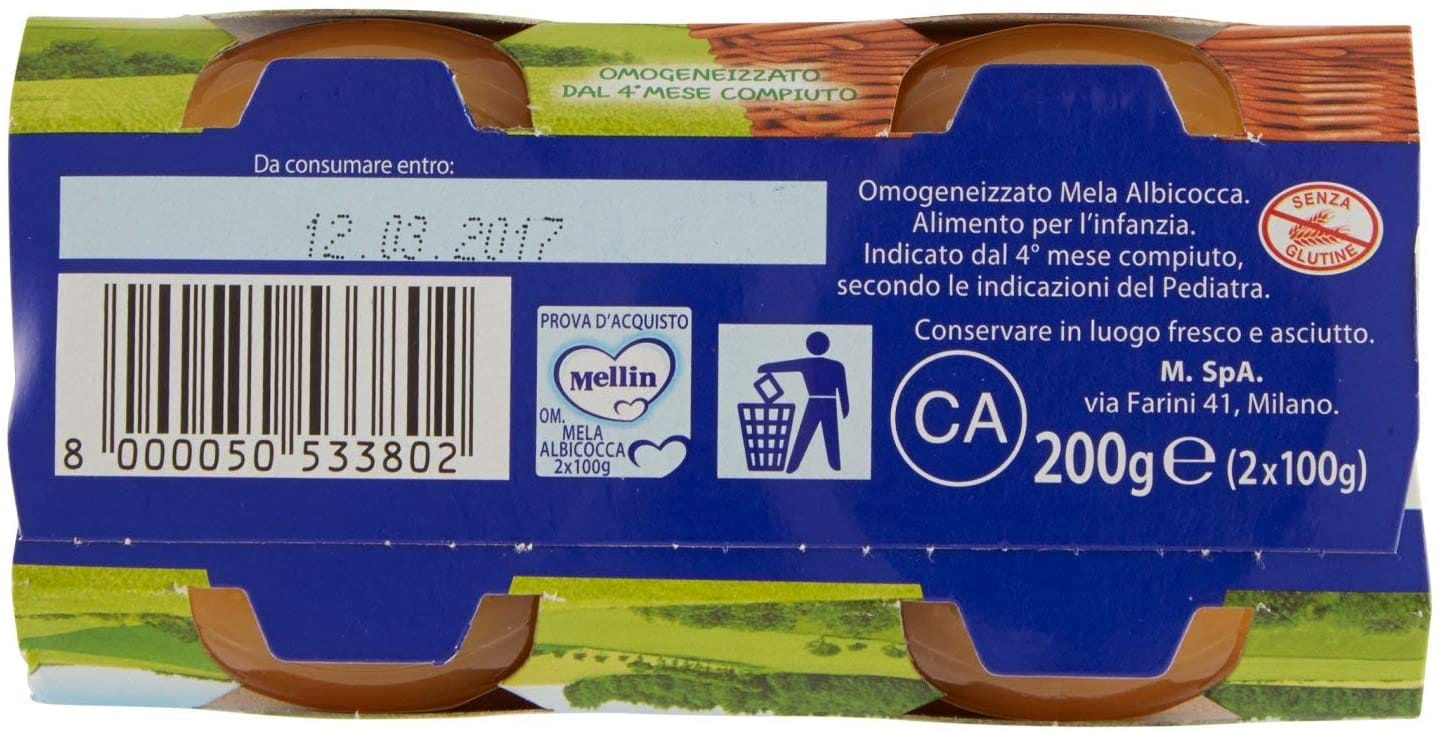 OMOGENEIZZATO
DAL 4° MESE COMPIUTO
Da consumare entro:
12.03.2017
Omogeneizzato Mela Albicocca.
Alimento per l'infanzia.
Indicato dal 4° mese compiuto,
secondo le indicazioni del Pediatra.
SENZA
GLUTINE
Conservare in luogo fresco e asciutto.
M. SpA.
via Farini 41, Milano.
CA
200g ℮ (2x100g)
PROVA D'ACQUISTO
Mellin
OM.
MELA
ALBICOCCA
2x100g
8 000050 533802